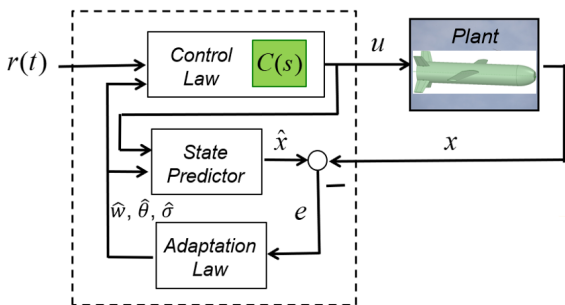 r(t)
Control
Law
C(s)
u
Plant
State
Predictor
x̂
x
ŵ, θ̂, σ̂
e
Adaptation
Law